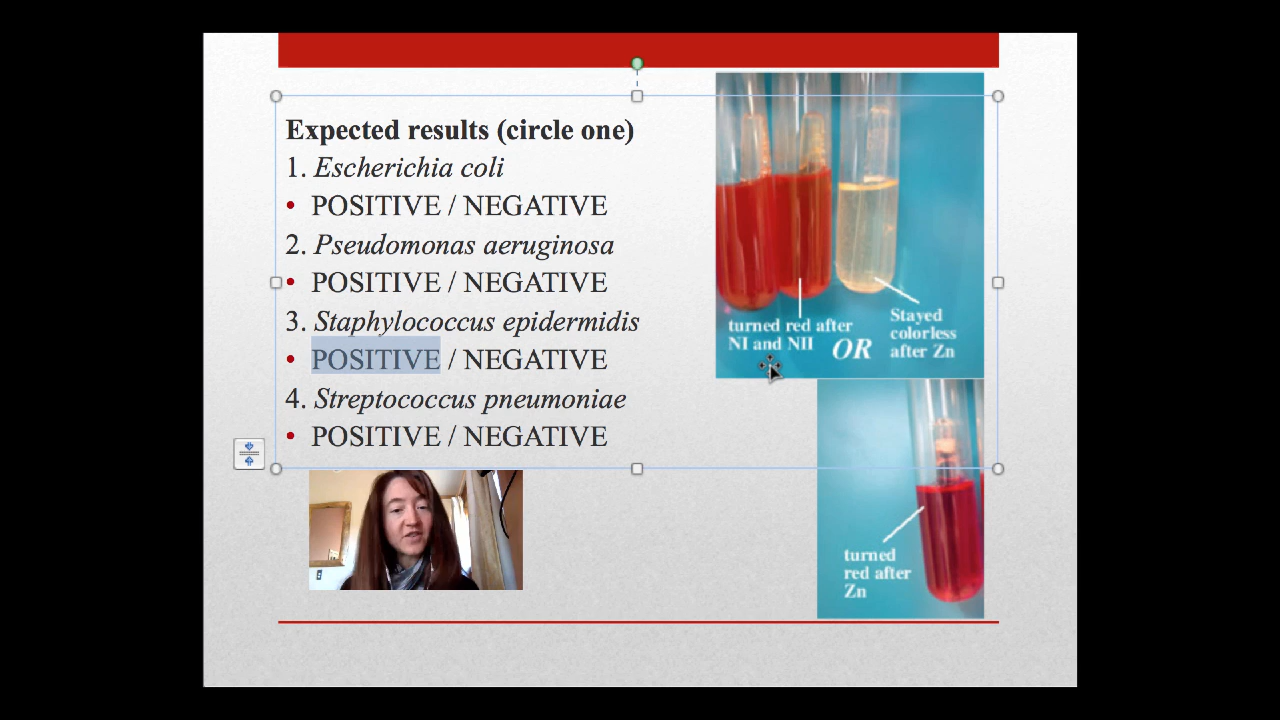 Expected results (circle one)
1. Escherichia coli
• POSITIVE / NEGATIVE
2. Pseudomonas aeruginosa
• POSITIVE / NEGATIVE
3. Staphylococcus epidermidis
• POSITIVE / NEGATIVE
4. Streptococcus pneumoniae
• POSITIVE / NEGATIVE
turned red after
NI and NII
OR
Stayed
colorless
after Zn
turned
red after
Zn